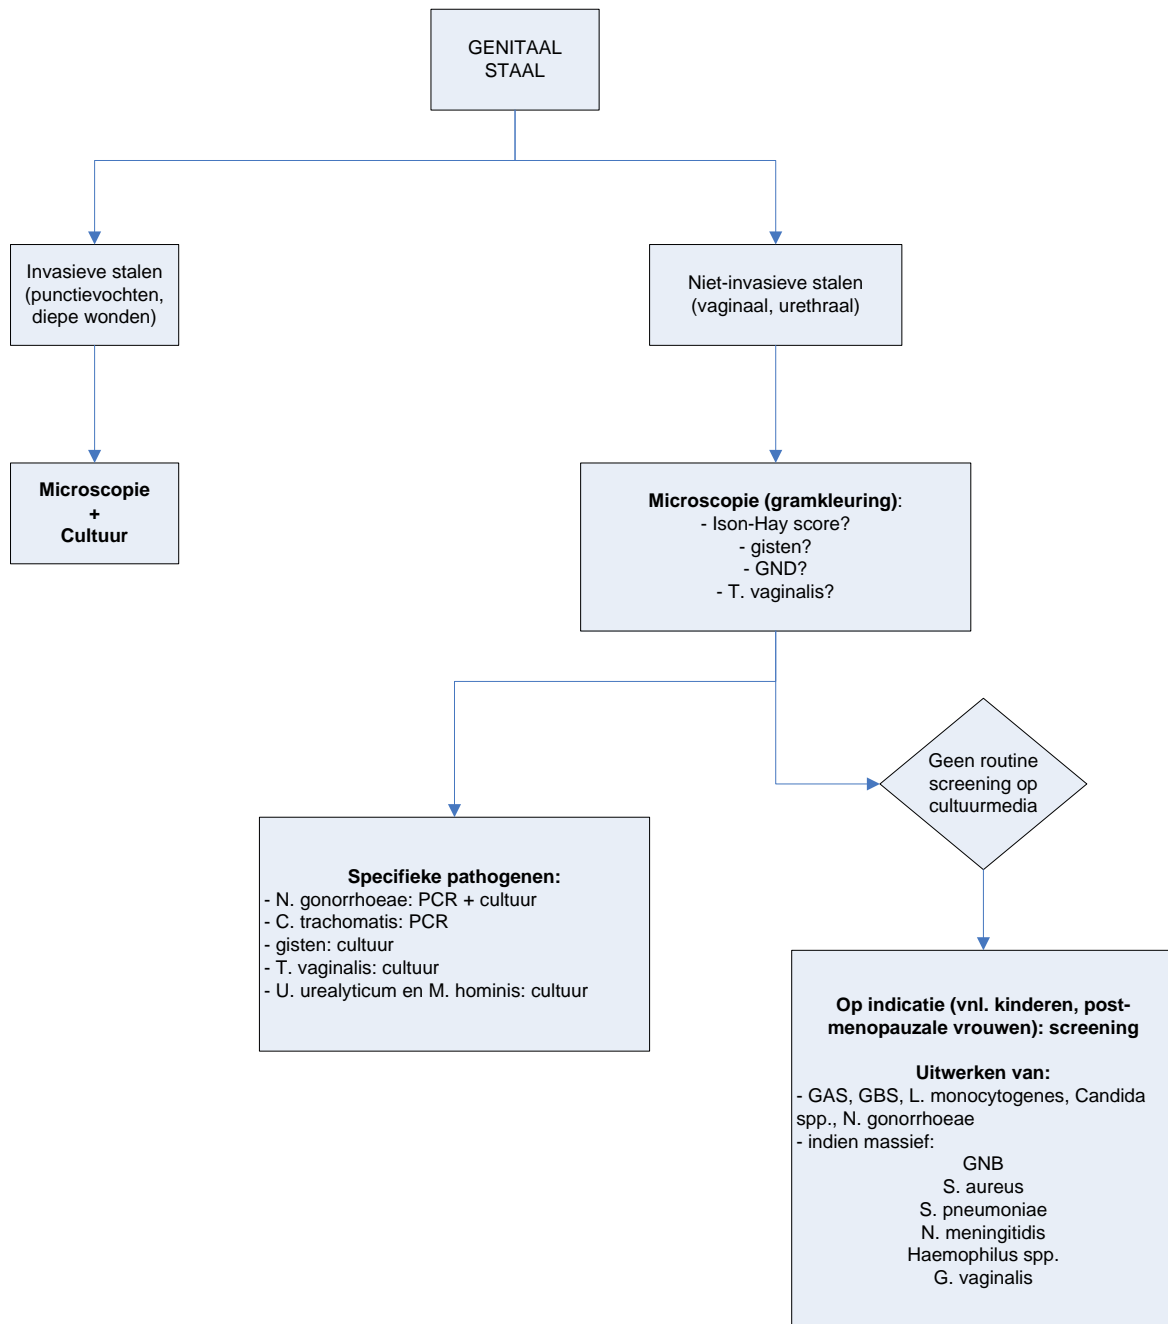 GENITAAL
STAAL
Invasieve stalen
(punctievochten,
diepe wonden)
Niet-invasieve stalen
(vaginaal, urethraal)
Microscopie
+
Cultuur
Microscopie (gramkleuring):
- Ison-Hay score?
- gisten?
- GND?
- T. vaginalis?
Geen routine
screening op
cultuurmedia
Specifieke pathogenen:
- N. gonorrhoeae: PCR + cultuur
- C. trachomatis: PCR
- gisten: cultuur
- T. vaginalis: cultuur
- U. urealyticum en M. hominis: cultuur
Op indicatie (vnl. kinderen, post-
menopauzale vrouwen): screening
Uitwerken van:
- GAS, GBS, L. monocytogenes, Candida
spp., N. gonorrhoeae
- indien massief:
GNB
S. aureus
S. pneumoniae
N. meningitidis
Haemophilus spp.
G. vaginalis